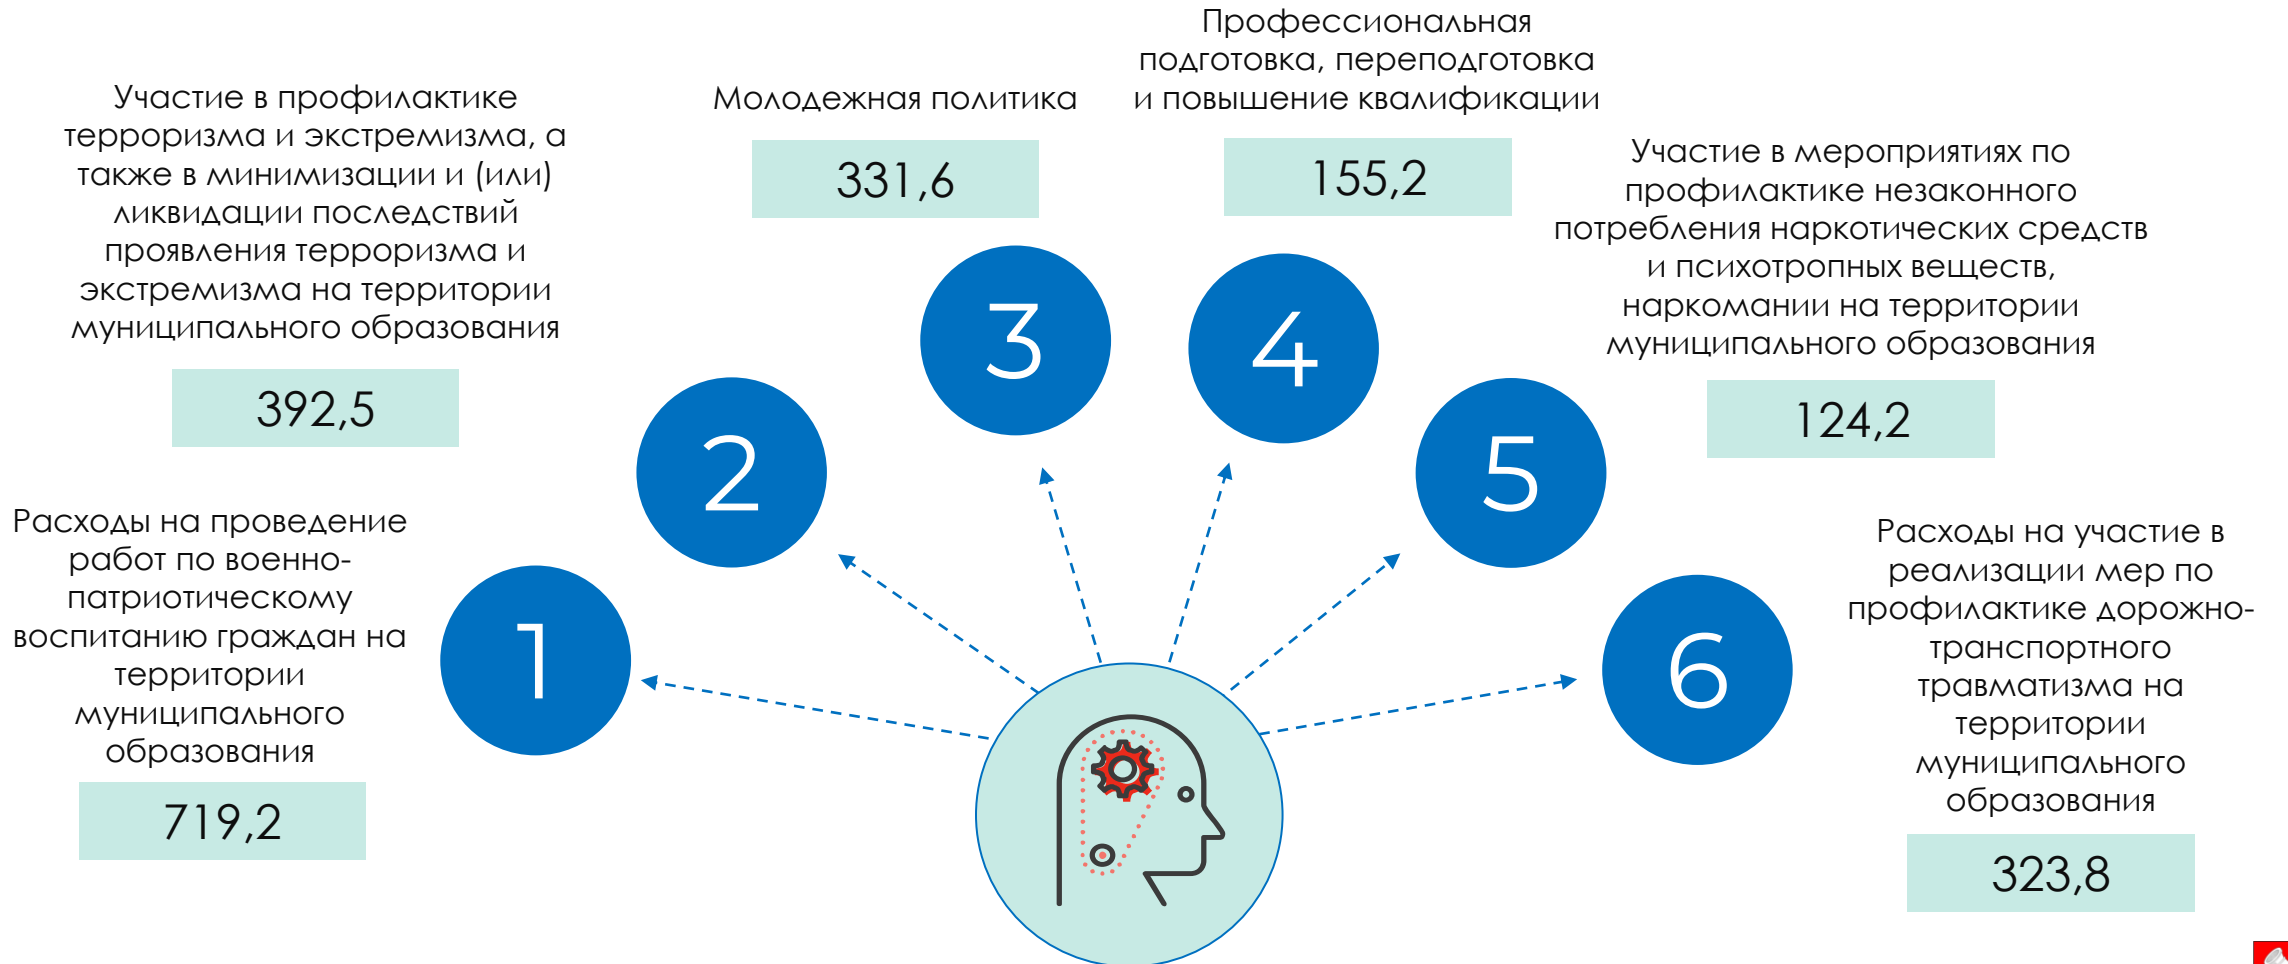 Расходы на проведение
работ по военно-
патриотическому
воспитанию граждан на
территории
муниципального
образования
719,2
1
Участие в профилактике
терроризма и экстремизма, а
также в минимизации и (или)
ликвидации последствий
проявления терроризма и
экстремизма на территории
муниципального образования
392,5
2
Молодежная политика
331,6
3
Профессиональная
подготовка, переподготовка
и повышение квалификации
155,2
4
Участие в мероприятиях по
профилактике незаконного
потребления наркотических средств
и психотропных веществ,
наркомании на территории
муниципального образования
124,2
5
Расходы на участие в
реализации мер по
профилактике дорожно-
транспортного
травматизма на
территории
муниципального
образования
323,8
6